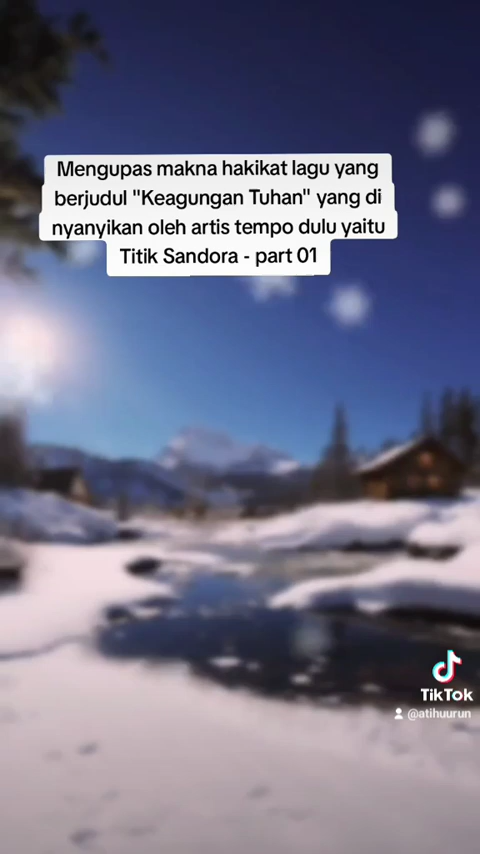 Mengupas makna hakikat lagu yang
berjudul "Keagungan Tuhan" yang di
nyanyikan oleh artis tempo dulu yaitu
Titik Sandora - part 01
TikTok
@atihuurun